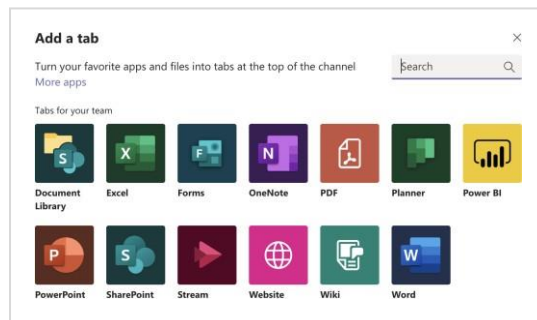 Add a tab
Turn your favorite apps and files into tabs at the top of the channel
Search
More apps
Tabs for your team
S
X
F
N
Document Library
Excel
Forms
OneNote
PDF
Planner
Power BI
P
S
W
PowerPoint
SharePoint
Stream
Website
Wiki
Word